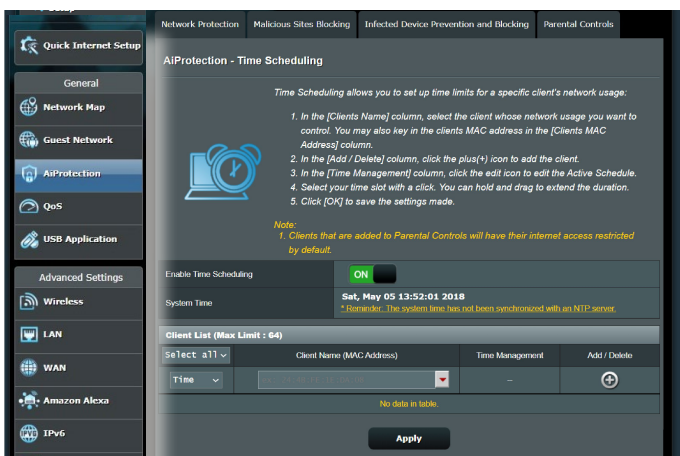 Setup
Quick Internet Setup
General
Network Map
Guest Network
AiProtection
QoS
USB Application
Advanced Settings
Wireless
LAN
WAN
Amazon Alexa
IPv6
Network Protection
Malicious Sites Blocking
Infected Device Prevention and Blocking
Parental Controls
AiProtection - Time Scheduling
Time Scheduling allows you to set up time limits for a specific client's network usage:
1. In the [Clients Name] column, select the client whose network usage you want to
control. You may also key in the clients MAC address in the [Clients MAC
Address] column.
2. In the [Add / Delete] column, click the plus(+) icon to add the client.
3. In the [Time Management] column, click the edit icon to edit the Active Schedule.
4. Select your time slot with a click. You can hold and drag to extend the duration.
5. Click [OK] to save the settings made.
Note:
1. Clients that are added to Parental Controls will have their internet access restricted
by default.
Enable Time Scheduling
ON
System Time
Sat, May 05 13:52:01 2018
* Reminder: The system time has not been synchronized with an NTP server.
Client List (Max Limit : 64)
Select all
Client Name (MAC Address)
Time Management
Add / Delete
Time
–
No data in table.
Apply